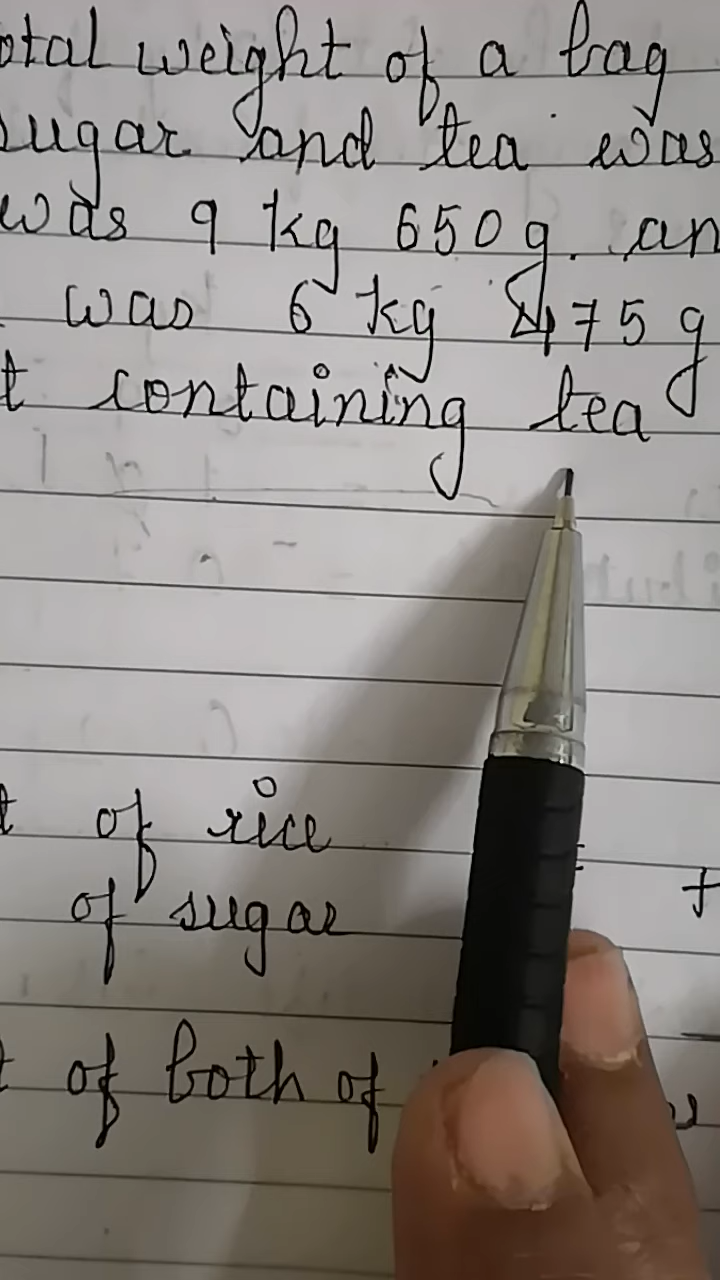 otal weight of a bag
sugar and tea was
was 9 kg 650 g. an
was 6 kg 475 g
t containing tea
t of rice =
of sugar +
t of both of